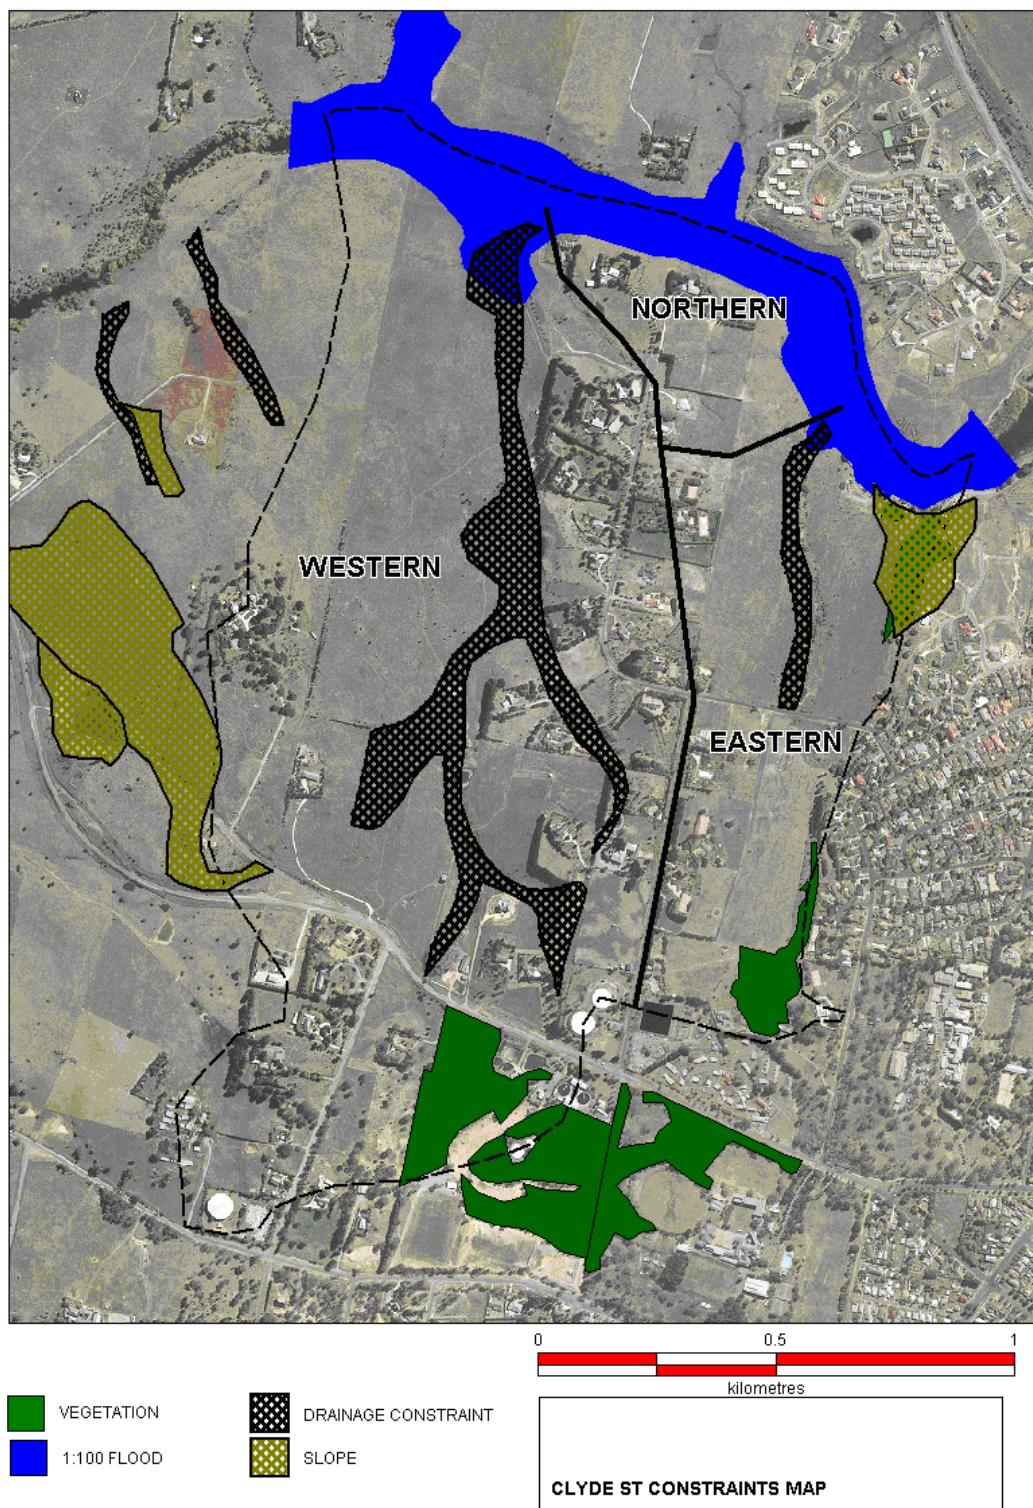 NORTHERN
WESTERN
EASTERN
0 0.5 1
kilometres
VEGETATION
DRAINAGE CONSTRAINT
1:100 FLOOD
SLOPE
CLYDE ST CONSTRAINTS MAP